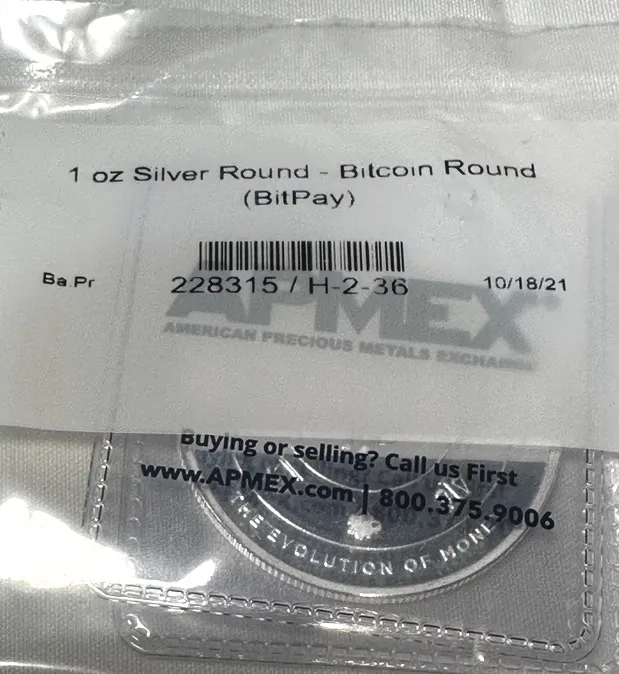 1 oz Silver Round - Bitcoin Round
(BitPay)
Ba.Pr
228315 / H-2-36
10/18/21
APMEX
AMERICAN PRECIOUS METALS EXCHANGE
Buying or selling? Call us First
www.APMEX.com | 800.375.9006
THE EVOLUTION OF MONEY